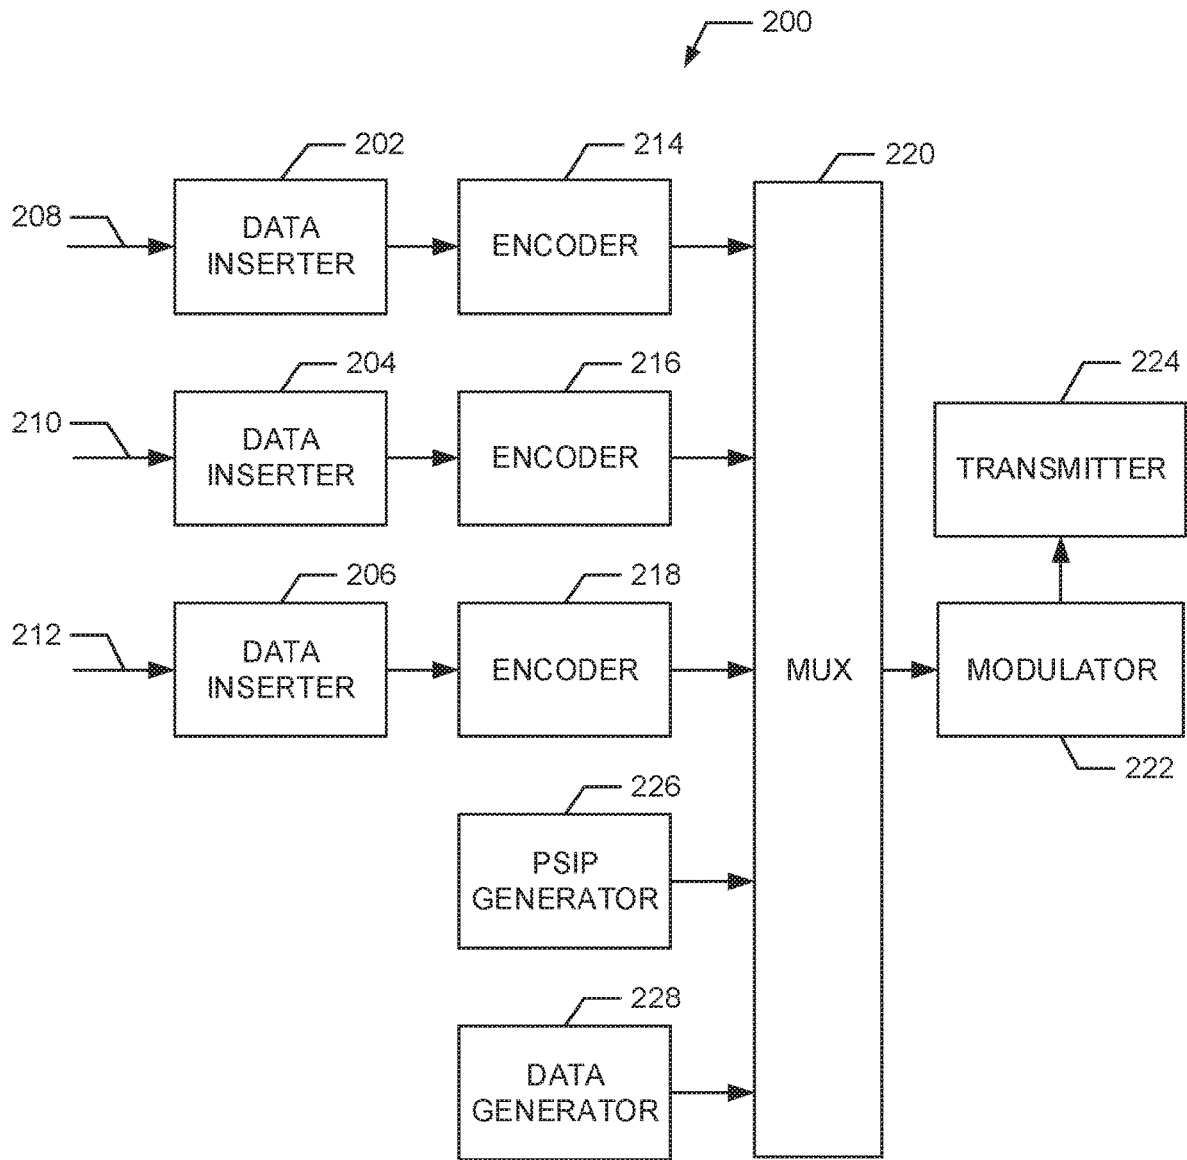 200
202
214
220
208
DATA
INSERTER
ENCODER
204
216
224
210
DATA
INSERTER
ENCODER
TRANSMITTER
206
218
212
DATA
INSERTER
ENCODER
MUX
MODULATOR
222
226
PSIP
GENERATOR
228
DATA
GENERATOR